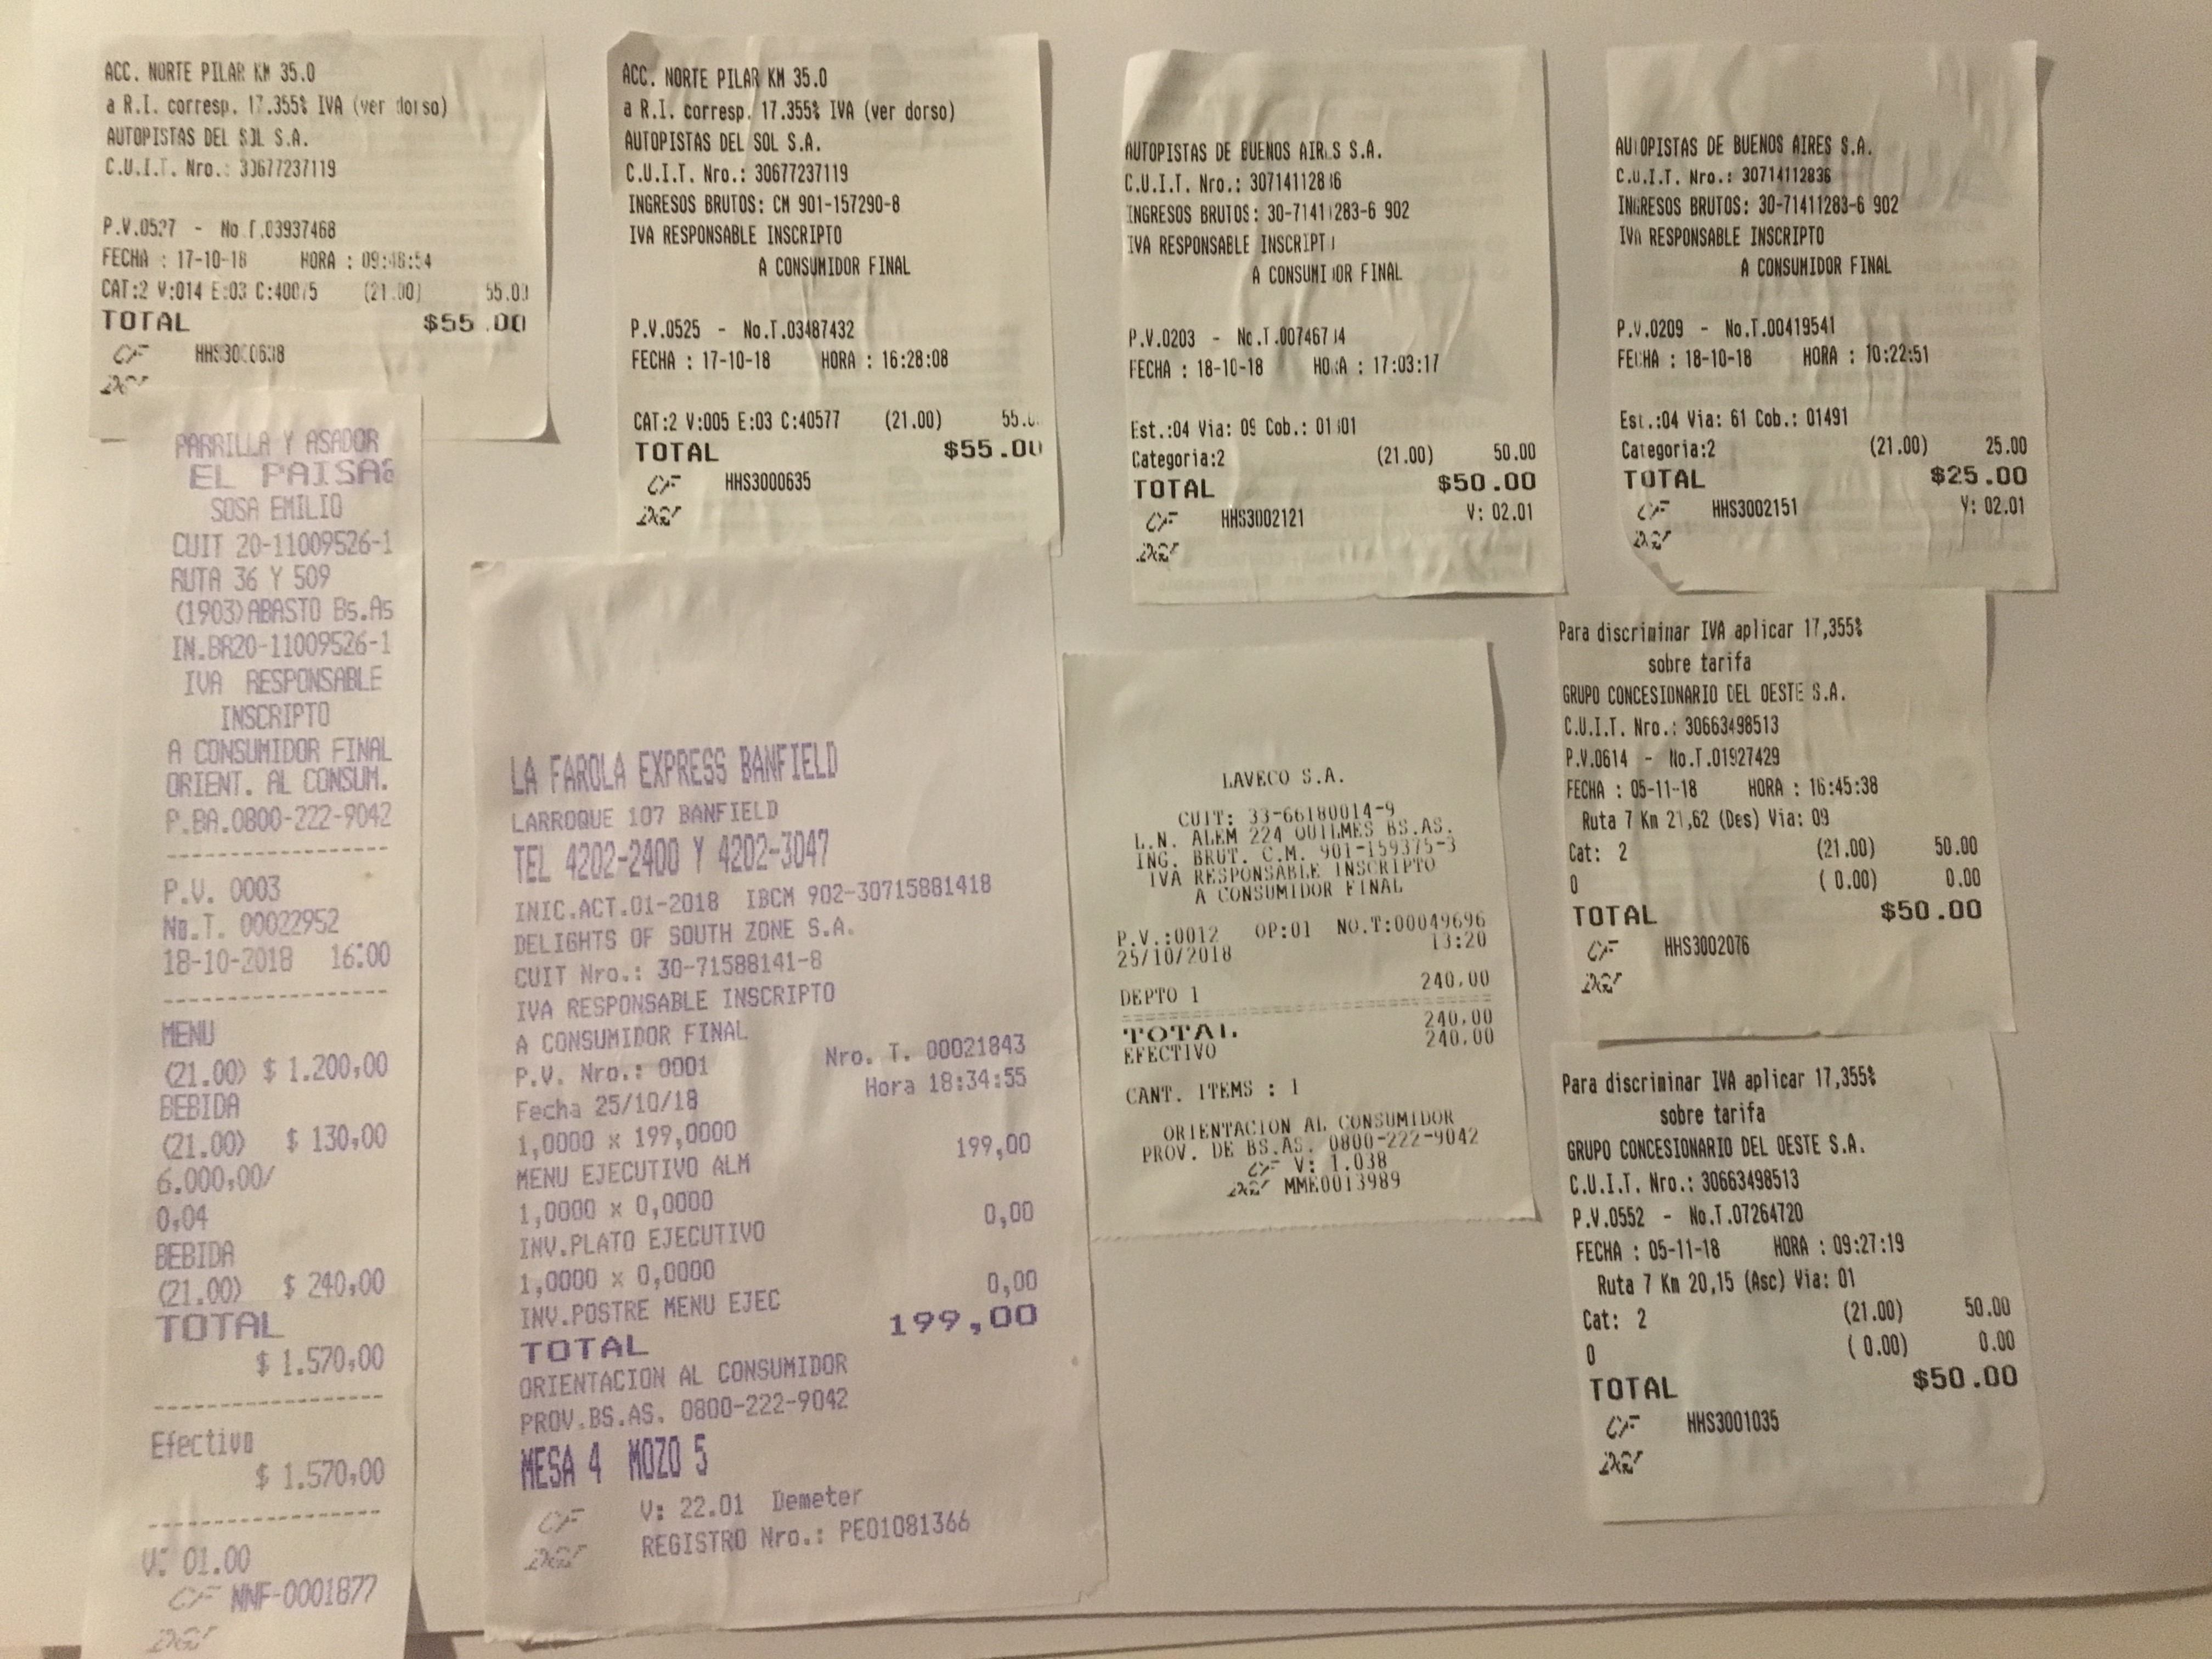 ACC. NORTE PILAR KM 35.0
a R.I. corresp. 17.355% IVA (ver dorso)
AUTOPISTAS DEL SOL S.A.
C.U.I.T. Nro.: 30677237119
P.V.0527 - No.T.03937468
FECHA : 17-10-18 HORA : 09:48:54
CAT:2 V:014 E:03 C:40075 (21.00) 55.00
TOTAL $55.00
CF HHS3000618
DGI
ACC. NORTE PILAR KM 35.0
a R.I. corresp. 17.355% IVA (ver dorso)
AUTOPISTAS DEL SOL S.A.
C.U.I.T. Nro.: 30677237119
INGRESOS BRUTOS: CM 901-157290-8
IVA RESPONSABLE INSCRIPTO
A CONSUMIDOR FINAL
P.V.0525 - No.T.03487432
FECHA : 17-10-18 HORA : 16:28:08
CAT:2 V:005 E:03 C:40577 (21.00) 55.0
TOTAL $55.00
CF HHS3000635
DGI
AUTOPISTAS DE BUENOS AIRES S.A.
C.U.I.T. Nro.: 30714112836
INGRESOS BRUTOS: 30-71411283-6 902
IVA RESPONSABLE INSCRIPTO
A CONSUMIDOR FINAL
P.V.0203 - No.T.00746714
FECHA : 18-10-18 HORA : 17:03:17
Est.:04 Via: 09 Cob.: 01101
Categoria:2 (21.00) 50.00
TOTAL $50.00
CF HHS3002121 V: 02.01
DGI
AUTOPISTAS DE BUENOS AIRES S.A.
C.U.I.T. Nro.: 30714112836
INGRESOS BRUTOS: 30-71411283-6 902
IVA RESPONSABLE INSCRIPTO
A CONSUMIDOR FINAL
P.V.0209 - No.T.00419541
FECHA : 18-10-18 HORA : 10:22:51
Est.:04 Via: 61 Cob.: 01491
Categoria:2 (21.00) 25.00
TOTAL $25.00
CF HHS3002151 V: 02.01
DGI
PARRILLA Y ASADOR
EL PAISA
SOSA EMILIO
CUIT 20-11009526-1
RUTA 36 Y 509
(1903)ABASTO Bs.As
IN.BR20-11009526-1
IVA RESPONSABLE
INSCRIPTO
A CONSUMIDOR FINAL
ORIENT. AL CONSUM.
P.BA.0800-222-9042
------------------
P.V. 0003
No.T. 00022952
18-10-2018 16:00
------------------
MENU
(21.00) $ 1.200,00
BEBIDA
(21.00) $ 130,00
6.000,00/
0,04
BEBIDA
(21.00) $ 240,00
TOTAL
$ 1.570,00
------------------
Efectivo
$ 1.570,00
------------------
V: 01.00
CF NNF-0001877
DGI
LA FAROLA EXPRESS BANFIELD
LARROQUE 107 BANFIELD
TEL 4202-2400 Y 4202-3047
INIC.ACT.01-2018 IBCM 902-30715881418
DELIGHTS OF SOUTH ZONE S.A.
CUIT Nro.: 30-71588141-8
IVA RESPONSABLE INSCRIPTO
A CONSUMIDOR FINAL
P.V. Nro.: 0001 Nro. T. 00021843
Fecha 25/10/18 Hora 18:34:55
1,0000 x 199,0000
MENU EJECUTIVO ALM 199,00
1,0000 x 0,0000
INV.PLATO EJECUTIVO 0,00
1,0000 x 0,0000
INV.POSTRE MENU EJEC 0,00
TOTAL 199,00
ORIENTACION AL CONSUMIDOR
PROV.BS.AS. 0800-222-9042
MESA 4 MOZO 5
V: 22.01 Demeter
CF REGISTRO Nro.: PEO1081366
DGI
LAVECO S.A.
CUIT: 33-66180014-9
L.N. ALEM 224 QUILMES BS.AS.
ING. BRUT. C.M. 901-159375-3
IVA RESPONSABLE INSCRIPTO
A CONSUMIDOR FINAL
P.V.:0012 OP:01 NO.T:00049696
25/10/2018 13:20
DEPTO 1 240,00
TOTAL 240,00
EFECTIVO 240,00
CANT. ITEMS : 1
ORIENTACION AL CONSUMIDOR
PROV. DE BS.AS. 0800-222-9042
CF V: 1.038
DGI MME0013989
Para discriminar IVA aplicar 17,355%
sobre tarifa
GRUPO CONCESIONARIO DEL OESTE S.A.
C.U.I.T. Nro.: 30663498513
P.V.0614 - No.T.01927429
FECHA : 05-11-18 HORA : 16:45:38
Ruta 7 Km 21,62 (Des) Via: 09
Cat: 2 (21.00) 50.00
0 ( 0.00) 0.00
TOTAL $50.00
CF HHS3002076
DGI
Para discriminar IVA aplicar 17,355%
sobre tarifa
GRUPO CONCESIONARIO DEL OESTE S.A.
C.U.I.T. Nro.: 30663498513
P.V.0552 - No.T.07264720
FECHA : 05-11-18 HORA : 09:27:19
Ruta 7 Km 20,15 (Asc) Via: 01
Cat: 2 (21.00) 50.00
0 ( 0.00) 0.00
TOTAL $50.00
CF HHS3001035
DGI